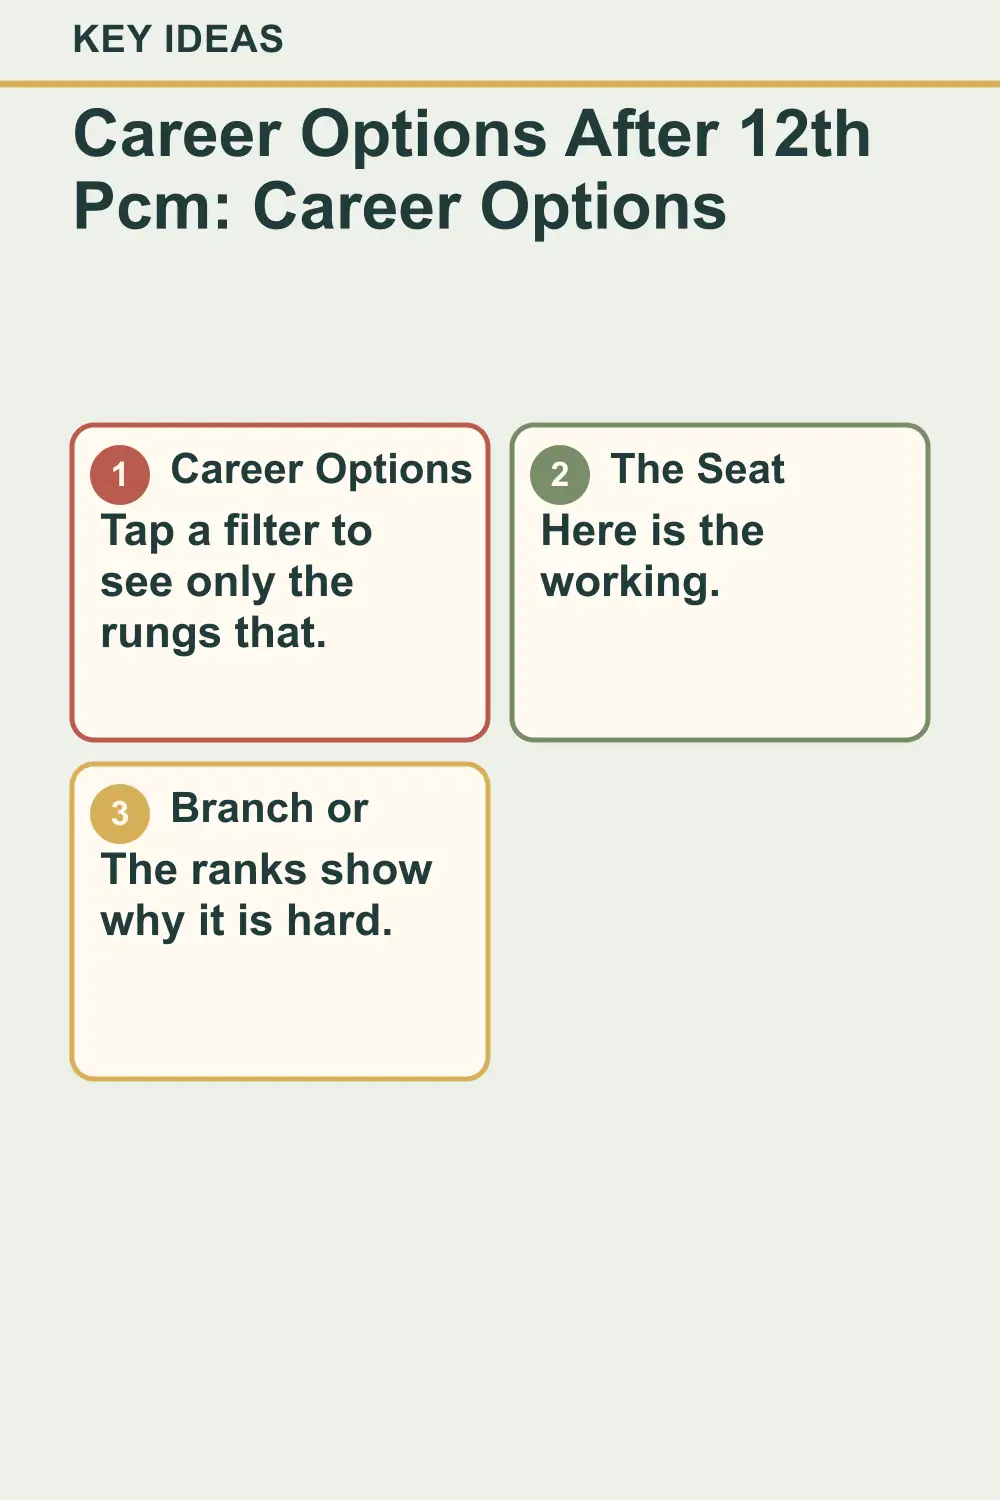 KEY IDEAS
Career Options After 12th
Pcm: Career Options
1 Career Options
Tap a filter to
see only the
rungs that.
2 The Seat
Here is the
working.
3 Branch or
The ranks show
why it is hard.